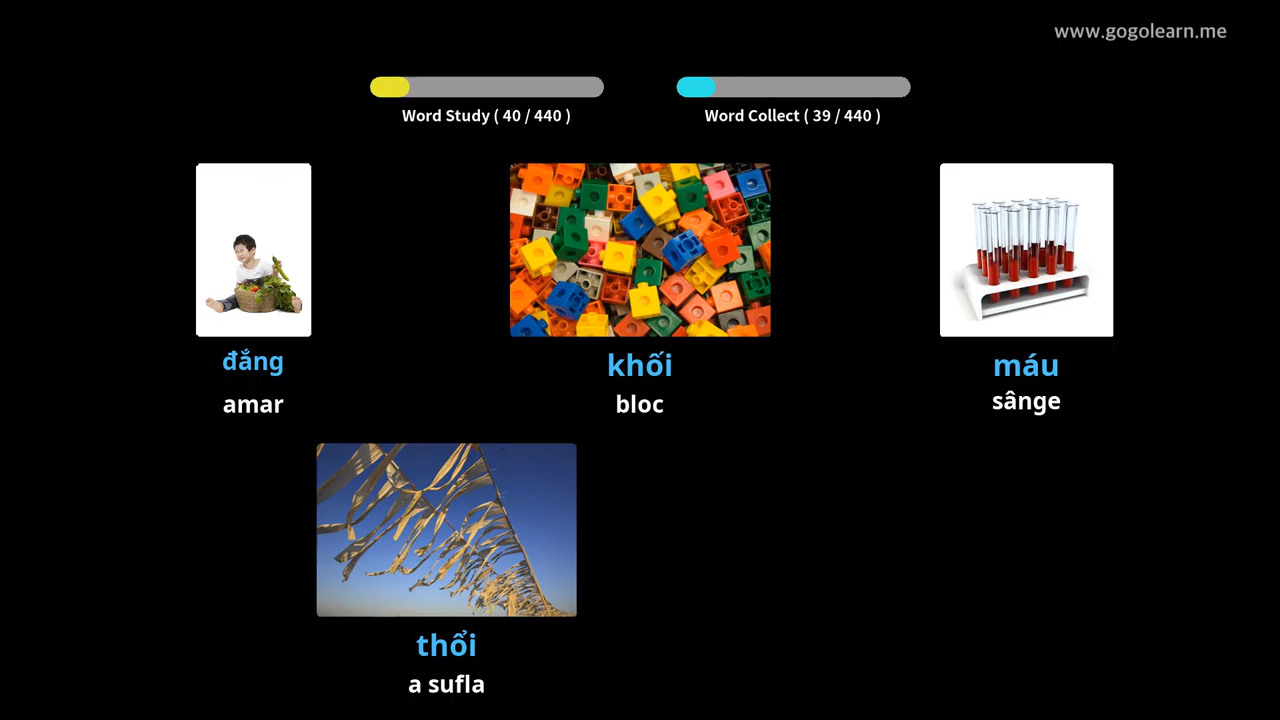 www.gogolearn.me
Word Study ( 40 / 440 )
Word Collect ( 39 / 440 )
đắng
amar
khối
bloc
máu
sânge
thổi
a sufla